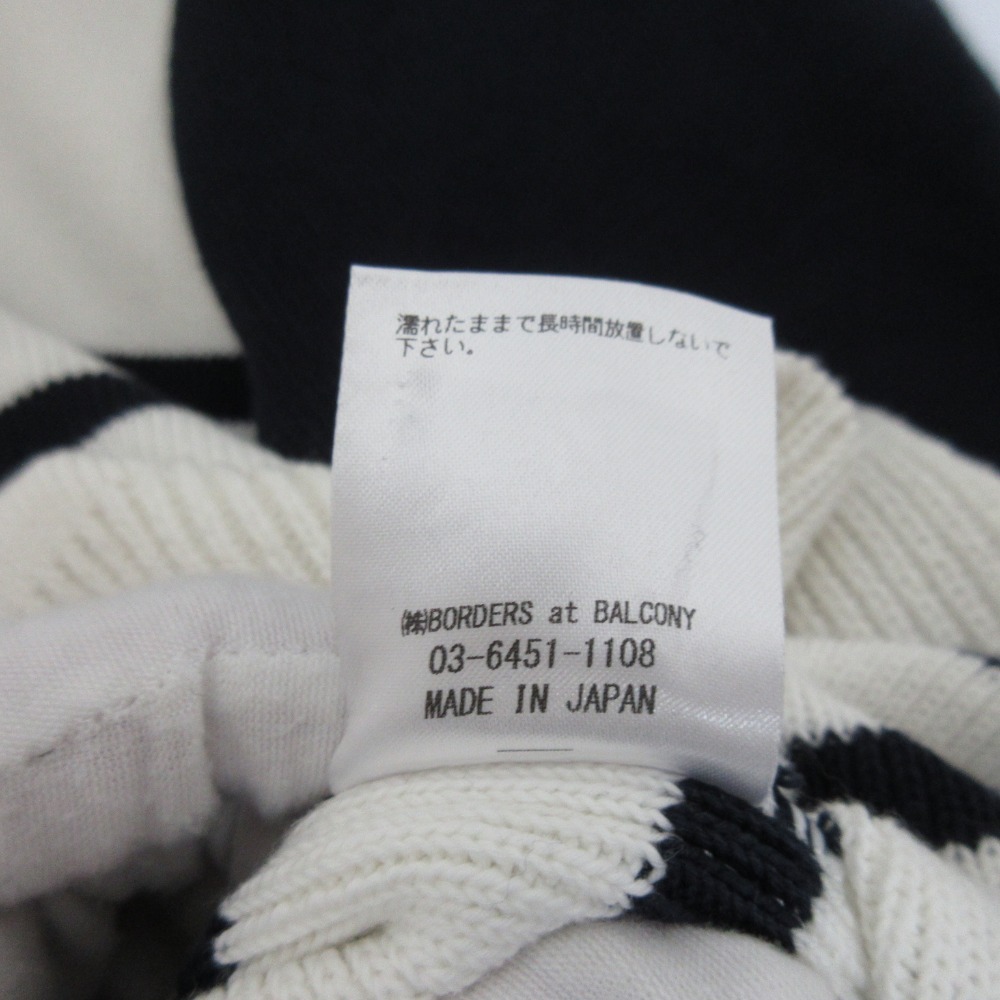 濡れたままで長時間放置しないで
下さい。
㈱BORDERS at BALCONY
03-6451-1108
MADE IN JAPAN